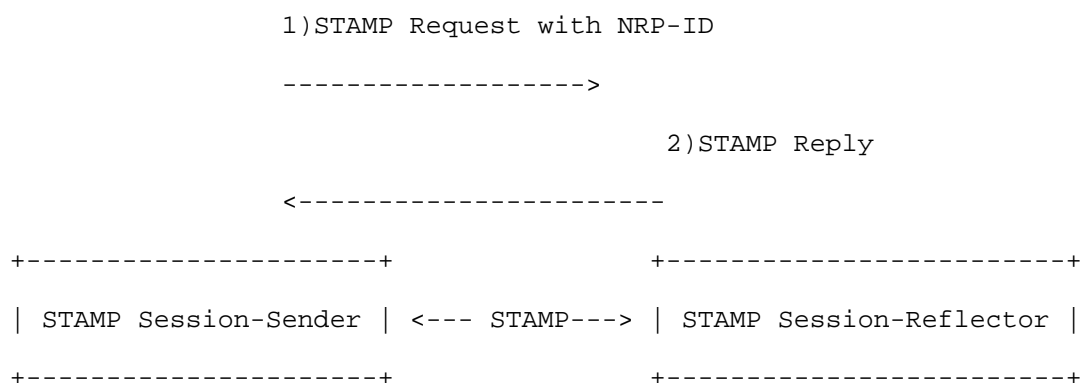 1)STAMP Request with NRP-ID
------------------->
2)STAMP Reply
<-----------------------
+----------------------+ +-------------------------+
| STAMP Session-Sender | <--- STAMP---> | STAMP Session-Reflector |
+----------------------+ +-------------------------+